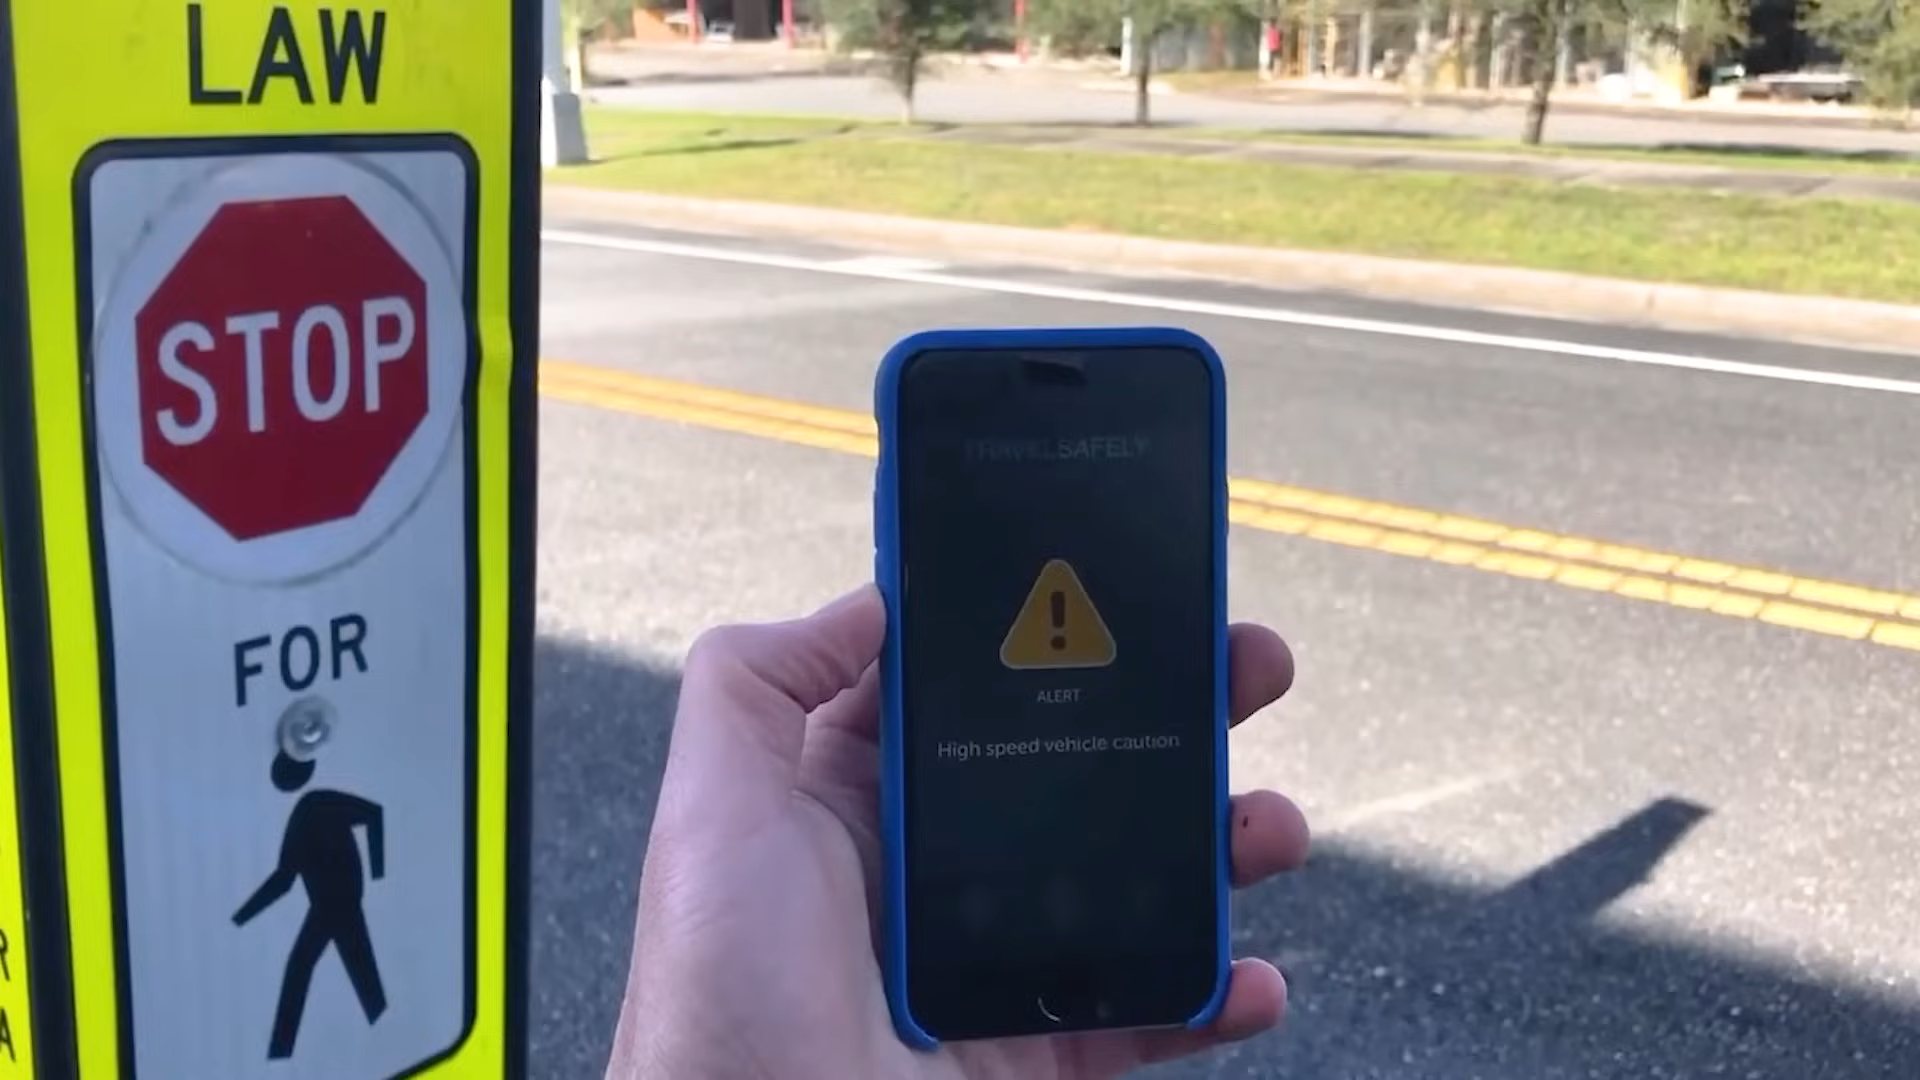 LAW
STOP
FOR
TRAVELSAFELY
ALERT
High speed vehicle caution
R
A